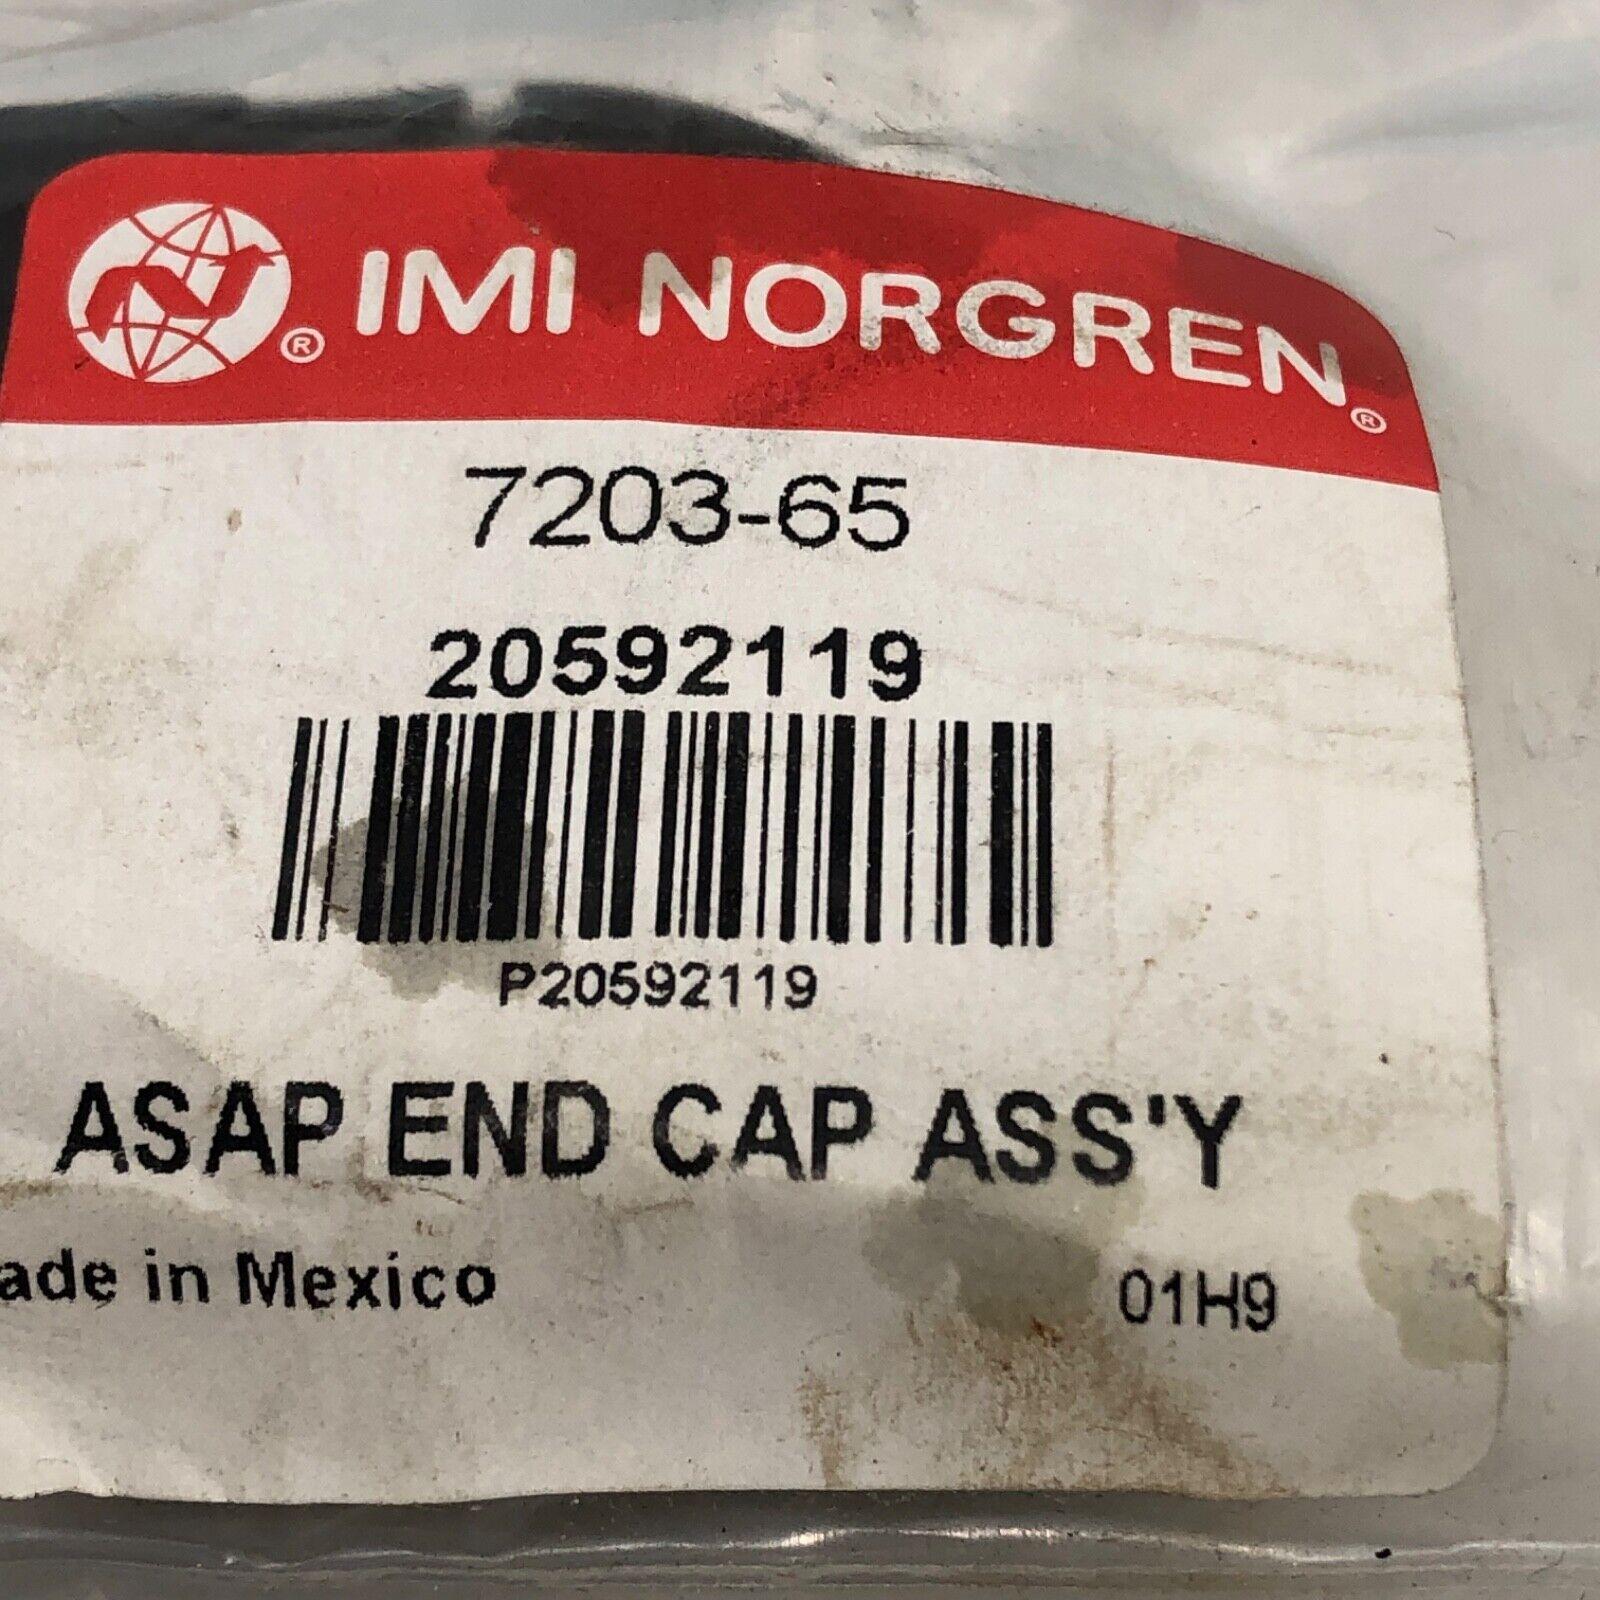 ® IMI NORGREN®
7203-65
20592119
P20592119
ASAP END CAP ASS'Y
ade in Mexico
01H9